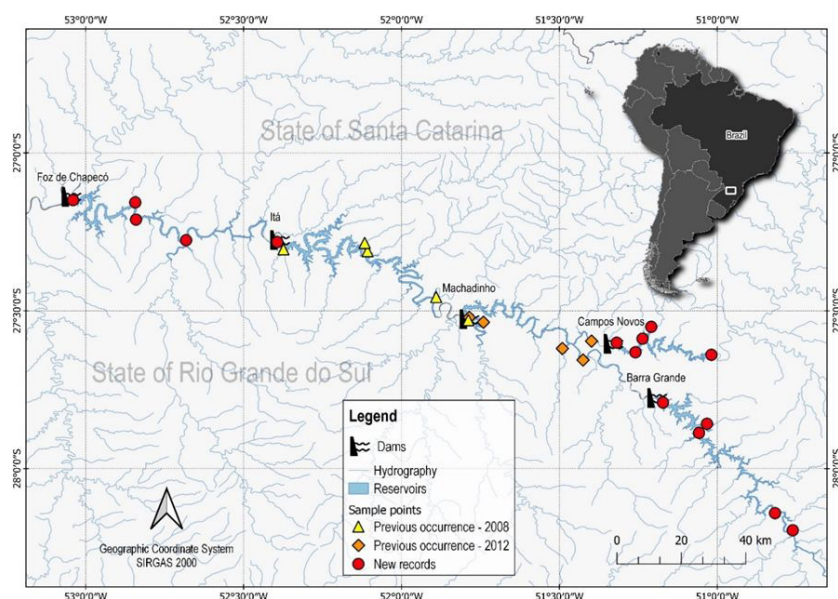 53°0'0"W 52°30'0"W 52°0'0"W 51°30'0"W 51°0'0"W
Brazil
State of Santa Catarina
27°0'0"S
27°0'0"S
Foz de Chapecó
Itá
Machadinho
27°30'0"S
27°30'0"S
Campos Novos
State of Rio Grande do Sul
Barra Grande
Legend
Dams
Hydrography
Reservoirs
Sample points
Previous occurrence - 2008
Previous occurrence - 2012
New records
28°0'0"S
28°0'0"S
Geographic Coordinate System
SIRGAS 2000
0 20 40 km
53°0'0"W 52°30'0"W 52°0'0"W 51°30'0"W 51°0'0"W